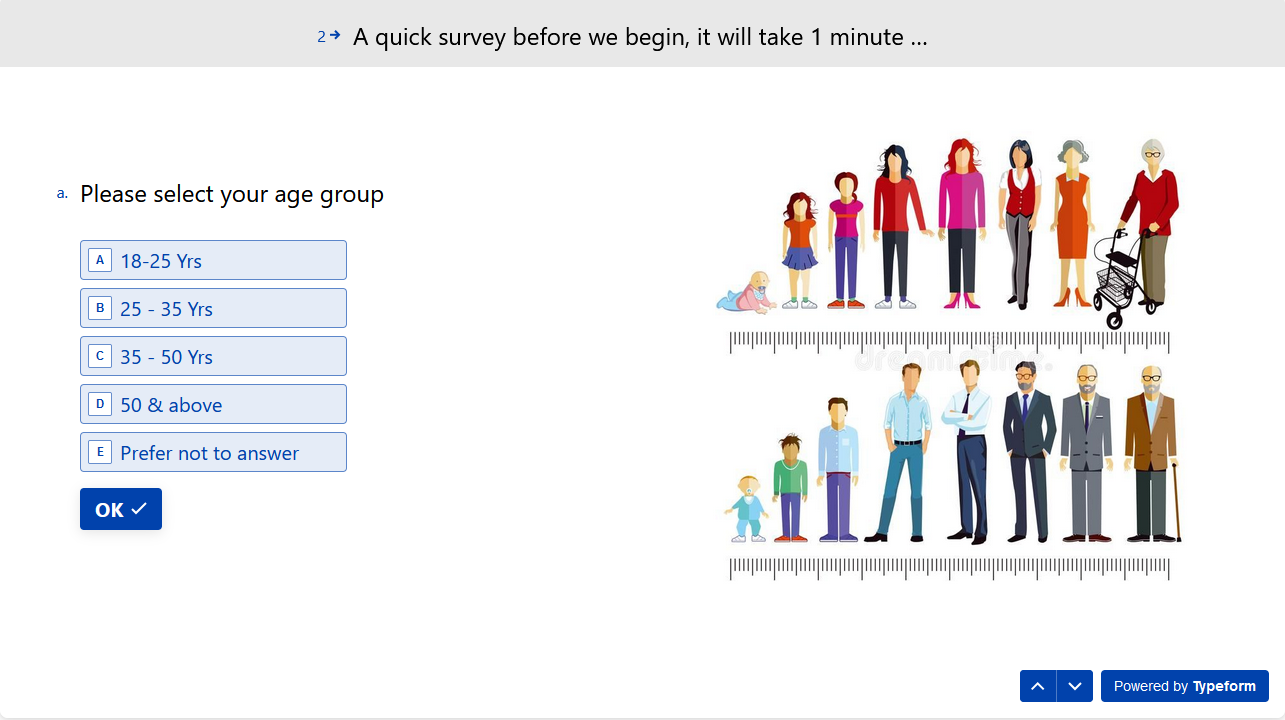 2 → A quick survey before we begin, it will take 1 minute ...
a. Please select your age group
A 18-25 Yrs
B 25 - 35 Yrs
C 35 - 50 Yrs
D 50 & above
E Prefer not to answer
OK ✓
Powered by Typeform